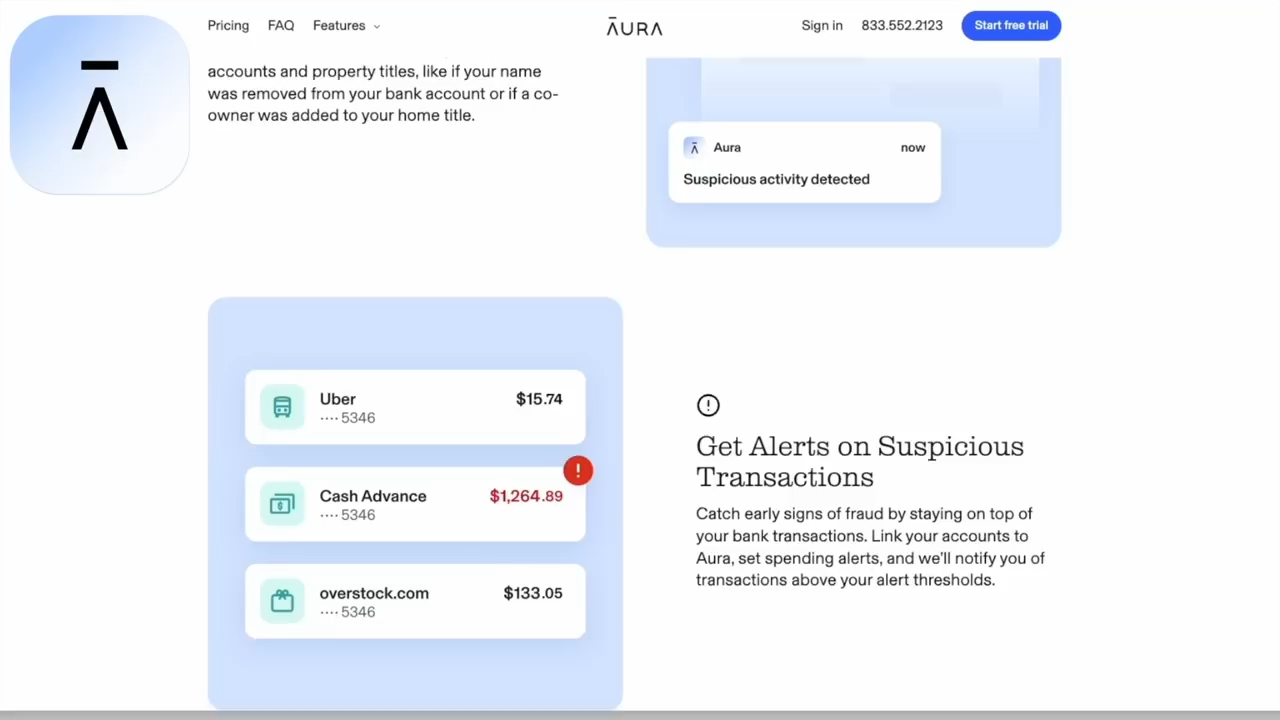 Pricing FAQ Features
ĀURA
Sign in 833.552.2123 Start free trial
Ā
accounts and property titles, like if your name
was removed from your bank account or if a co-
owner was added to your home title.
Ā Aura now
Suspicious activity detected
Uber $15.74
···· 5346
!
Cash Advance $1,264.89
···· 5346
overstock.com $133.05
···· 5346
Get Alerts on Suspicious
Transactions
Catch early signs of fraud by staying on top of
your bank transactions. Link your accounts to
Aura, set spending alerts, and we'll notify you of
transactions above your alert thresholds.